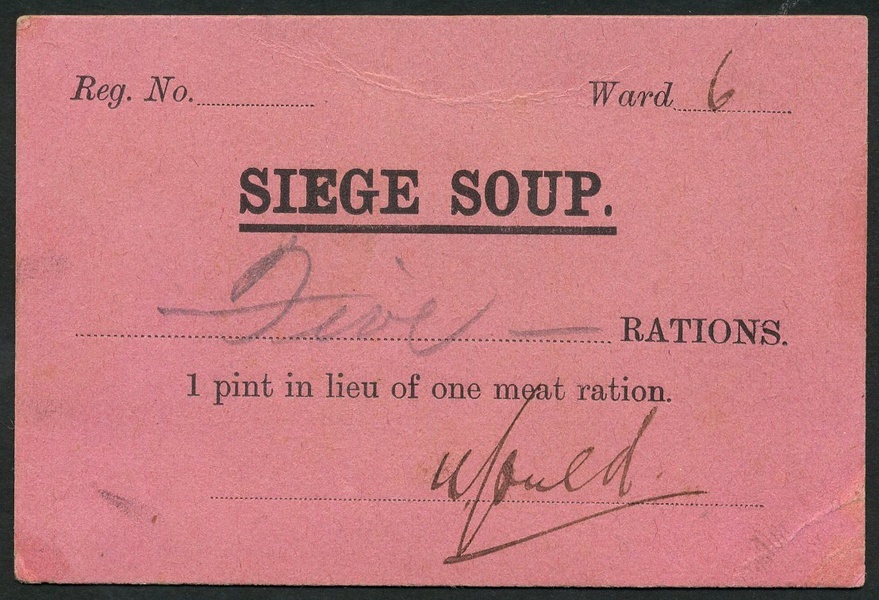 Reg. No. Ward 6
SIEGE SOUP.
Five RATIONS.
1 pint in lieu of one meat ration.